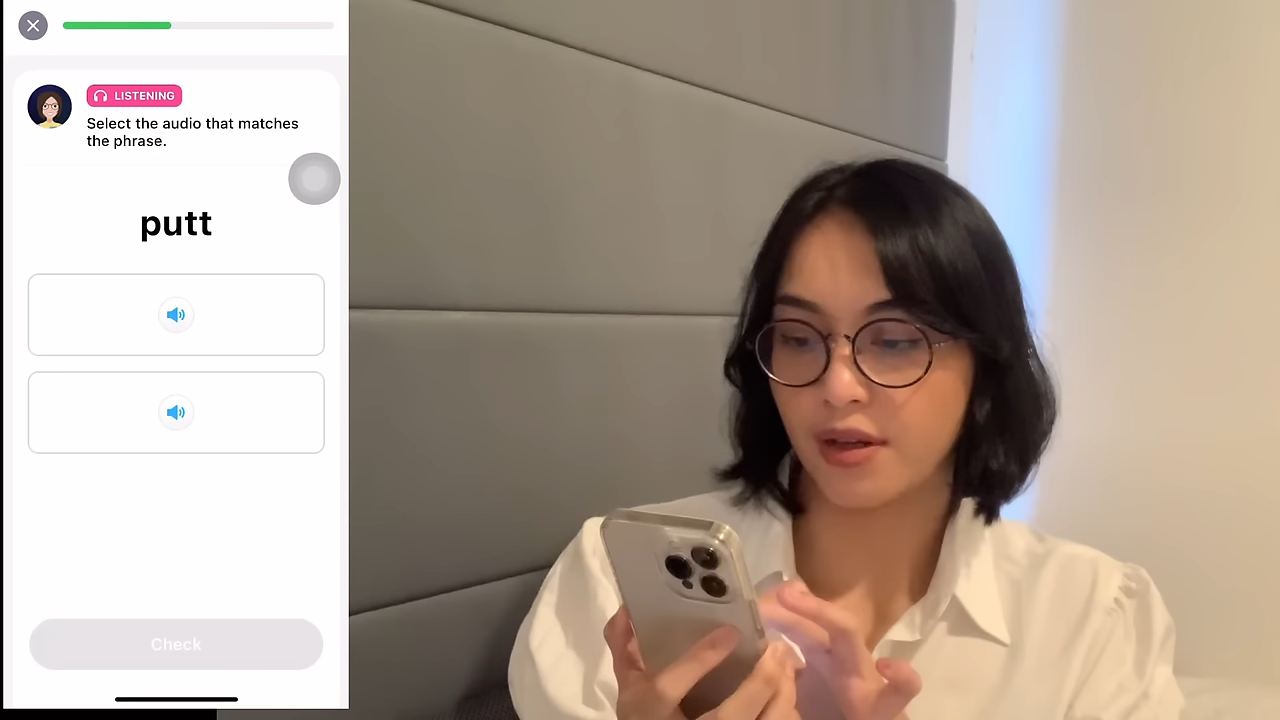 LISTENING
Select the audio that matches
the phrase.
putt
Check